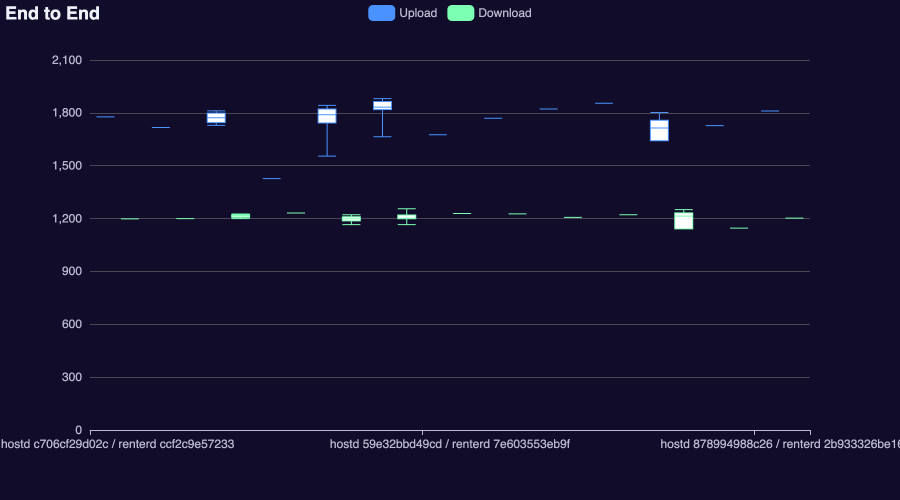 End to End
Upload
Download
2,100
1,800
1,500
1,200
900
600
300
0
hostd c706cf29d02c / renterd ccf2c9e57233
hostd 59e32bbd49cd / renterd 7e603553eb9f
hostd 878994988c26 / renterd 2b933326be16